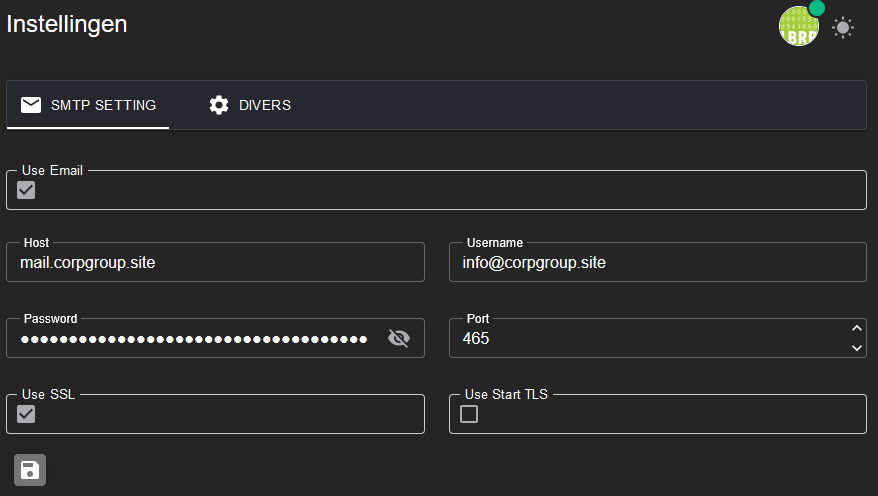 Instellingen
LBRP
SMTP SETTING
DIVERS
Use Email
Host
mail.corpgroup.site
Username
info@corpgroup.site
Password
Port
465
Use SSL
Use Start TLS